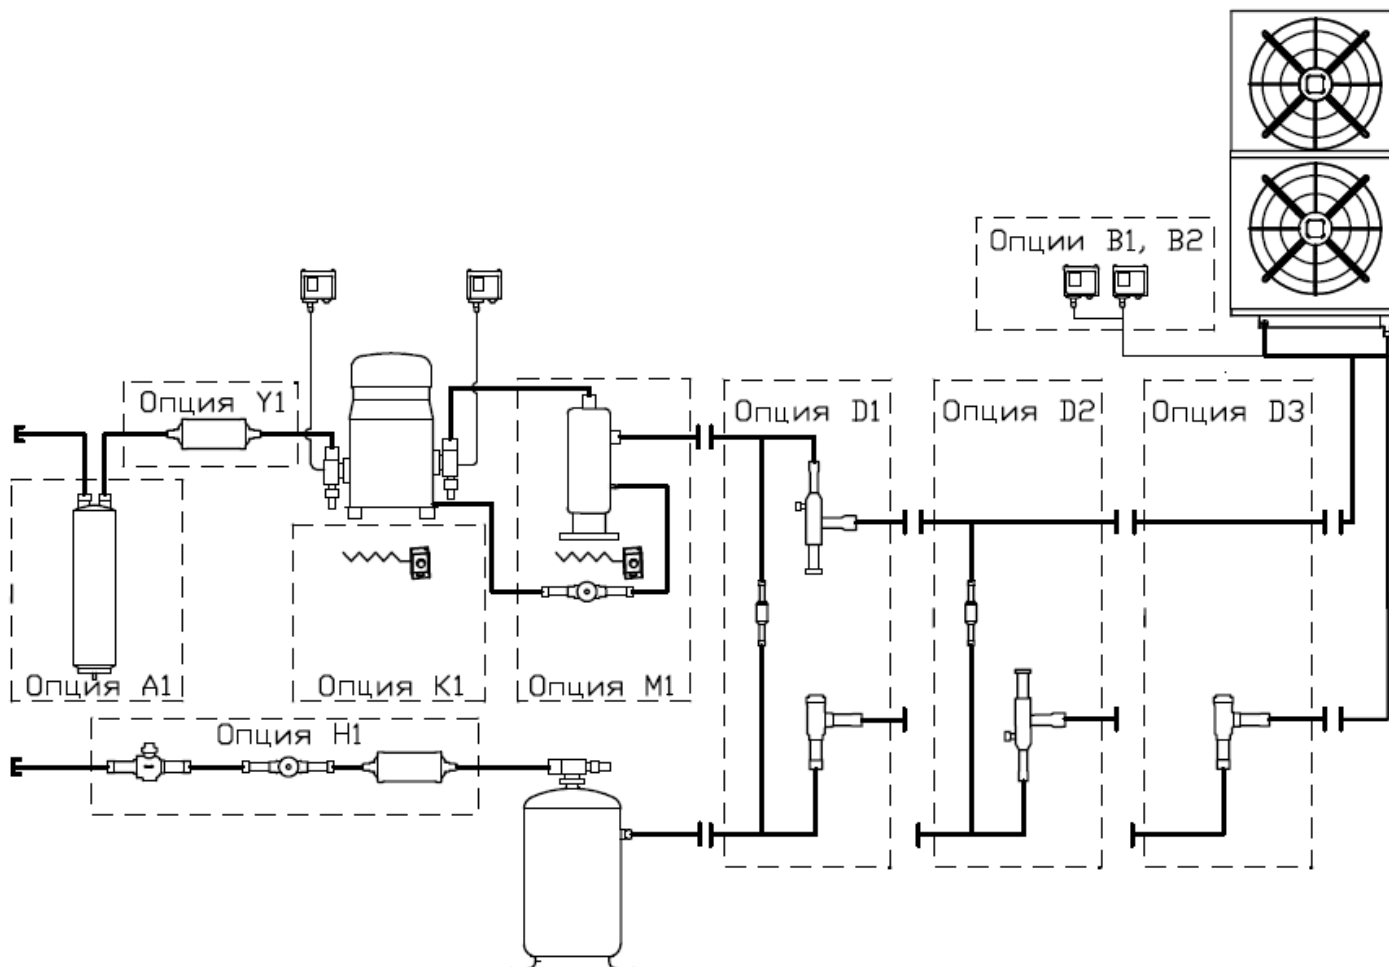 Опции B1, B2
Опция Y1
Опция D1
Опция D2
Опция D3
Опция A1
Опция K1
Опция M1
Опция H1